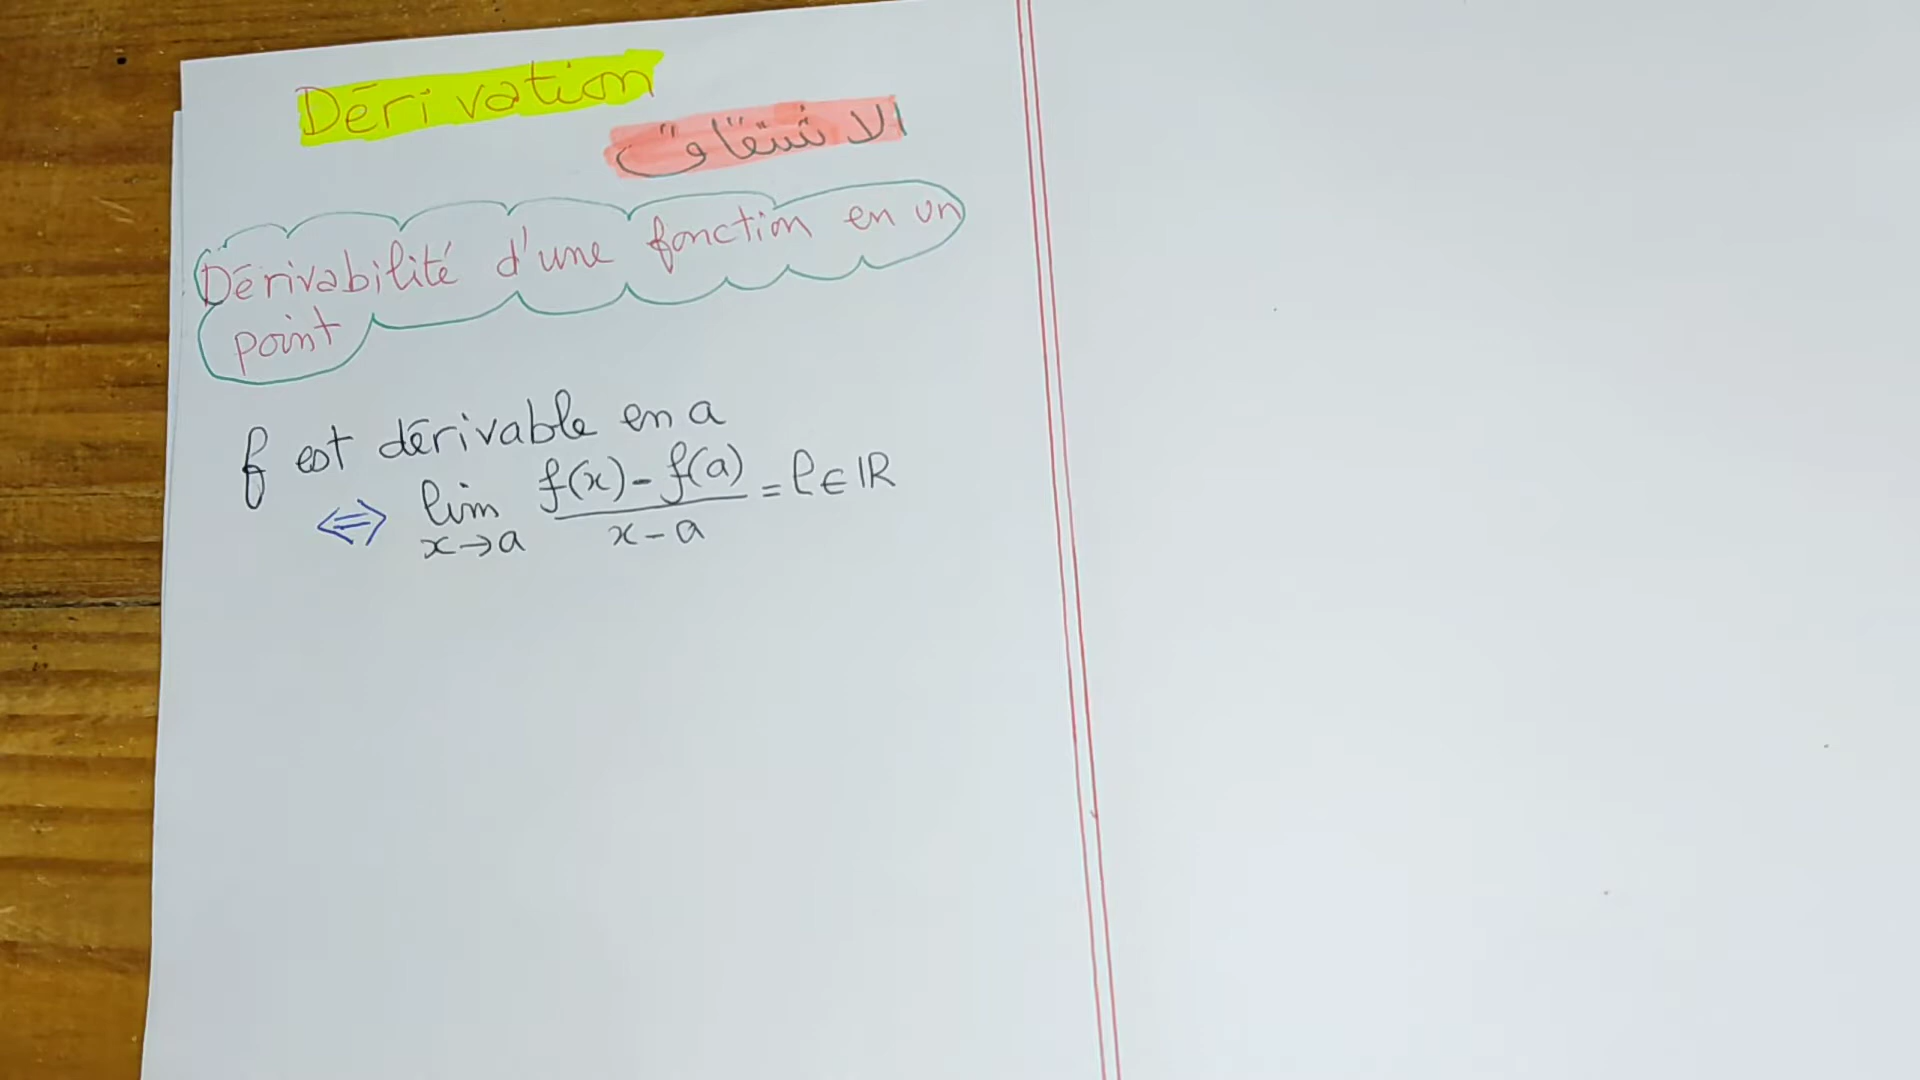 Dérivation
الاشتقاق
Dérivabilité d'une fonction en un
point
f est dérivable en a
⇔ lim x→a (f(x) - f(a))/(x - a) = l ∈ IR